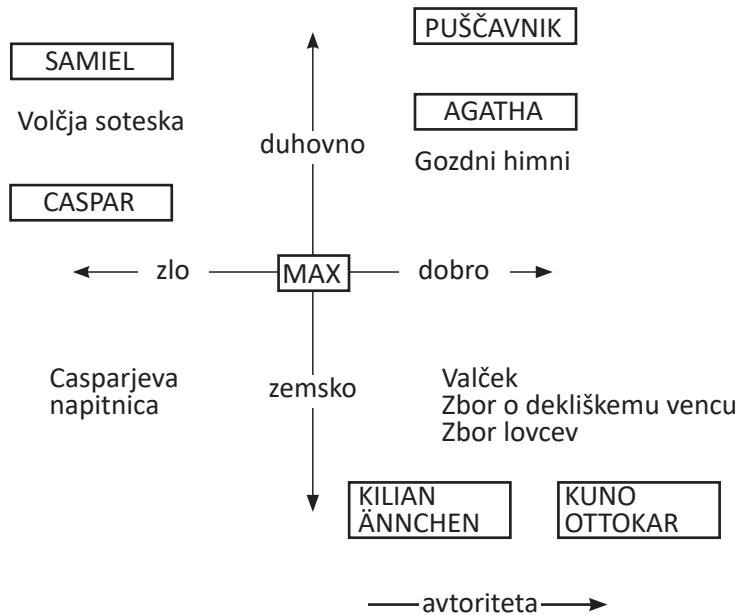 PUŠČAVNIK
SAMIEL
AGATHA
Volčja soteska
duhovno
Gozdni himni
CASPAR
zlo
MAX
dobro
Casparjeva
napitnica
zemsko
Valček
Zbor o dekliškemu vencu
Zbor lovcev
KILIAN
ÄNNCHEN
KUNO
OTTOKAR
avtoriteta